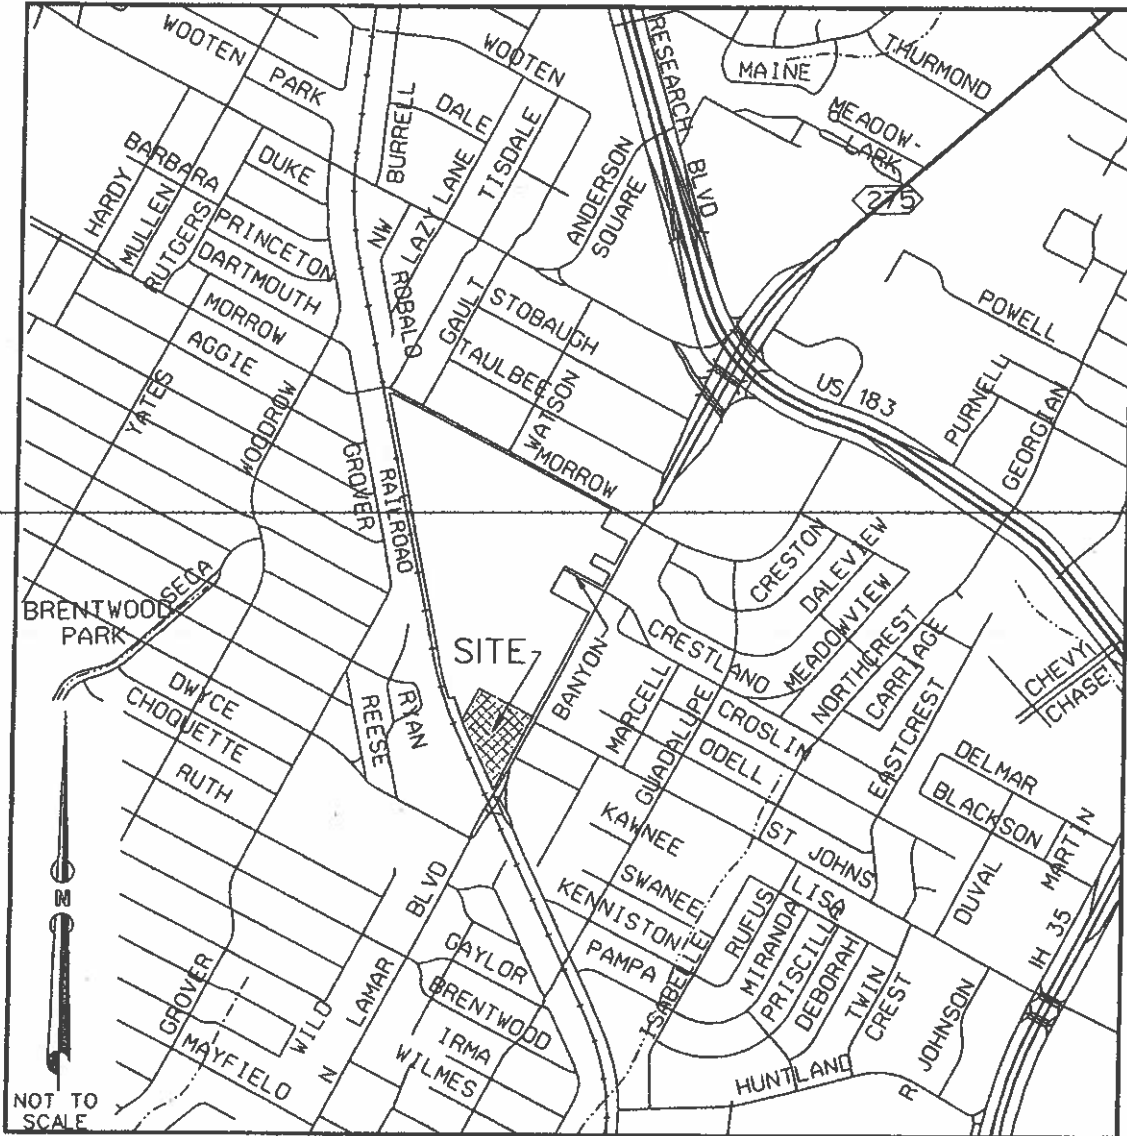 WOOTEN
PARK
WOOTEN
RESEARCH
BLVD
MAINE
THURMOND
MEADOW-
LARK
275
BURRELL
DALE
LAZY LANE
TISDALE
ANDERSON
SQUARE
HARDY
BARBARA
MULLEN
RUTGERS
DUKE
PRINCETON
DARTMOUTH
MORROW
AGGIE
NW
ROBALO
GAULT
STOBAUGH
TAULBEE
WATSON
MORROW
POWELL
US 183
PURNELL
GEORGIAN
YATES
WOODROW
GROVER
RAILROAD
SEGA
BRENTWOOD
PARK
SITE
CRESTON
DALEVIEW
MEADOWVIEW
NORTHCREST
CARRIAGE
EASTCREST
CHEVY
CHASE
CRESTLAND
BANYON
MARCELL
GUADALUPE
CROSLIN
ODELL
DWYCE
CHOQUETTE
RUTH
REESE
RYAN
DELMAR
BLACKSON
MARTIN
DUVAL
IH 35
KAWNEE
SWANEE
KENNISTON
PAMPA
ST JOHNS
LISA
RUFUS
MIRANDA
PRISCILLA
DEBORAH
TWIN
CREST
ISABELLE
HUNTLAND
R JOHNSON
N LAMAR BLVD
GAYLOR
BRENTWOOD
IRMA
WILMES
WILD
GROVER
MAYFIELD
N
NOT TO
SCALE